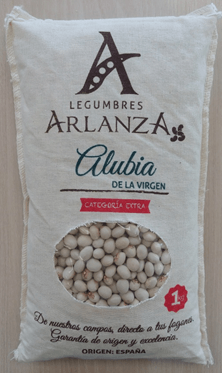 LEGUMBRES
ARLANZA
Alubia
DE LA VIRGEN
CATEGORÍA EXTRA
1
De nuestros campos, directo a tus fogones.
Garantía de origen y excelencia.
ORIGEN: ESPAÑA